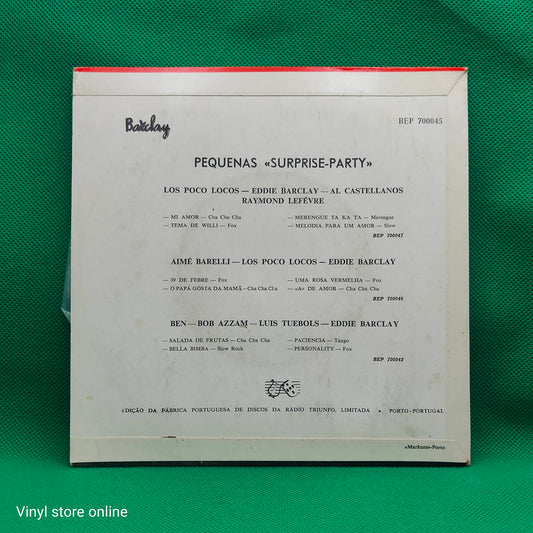 Barclay
BEP 700045
PEQUENAS «SURPRISE-PARTY»
LOS POCO LOCOS — EDDIE BARCLAY — AL CASTELLANOS
RAYMOND LEFÈVRE
— MI AMOR — Cha Cha Cha
— TEMA DE WILLI — Fox
— MERENGUE TA KA TA — Merengue
— MELODIA PARA UM AMOR — Slow
BEP 700047
AIMÉ BARELLI — LOS POCO LOCOS — EDDIE BARCLAY
— 39 DE FEBRE — Fox
— O PAPÁ GOSTA DA MAMÃ — Cha Cha Cha
— UMA ROSA VERMELHA — Fox
— «A» DE AMOR — Cha Cha Cha
BEP 700046
BEN — BOB AZZAM — LUIS TUEBOLS — EDDIE BARCLAY
— SALADA DE FRUTAS — Cha Cha Cha
— BELLA BIMBA — Slow Rock
— PACIENCIA — Tango
— PERSONALITY — Fox
BEP 700042
EDIÇÃO DA FÁBRICA PORTUGUESA DE DISCOS DA RÁDIO TRIUNFO, LIMITADA • PORTO-PORTUGAL
-Porto
Vinyl store online